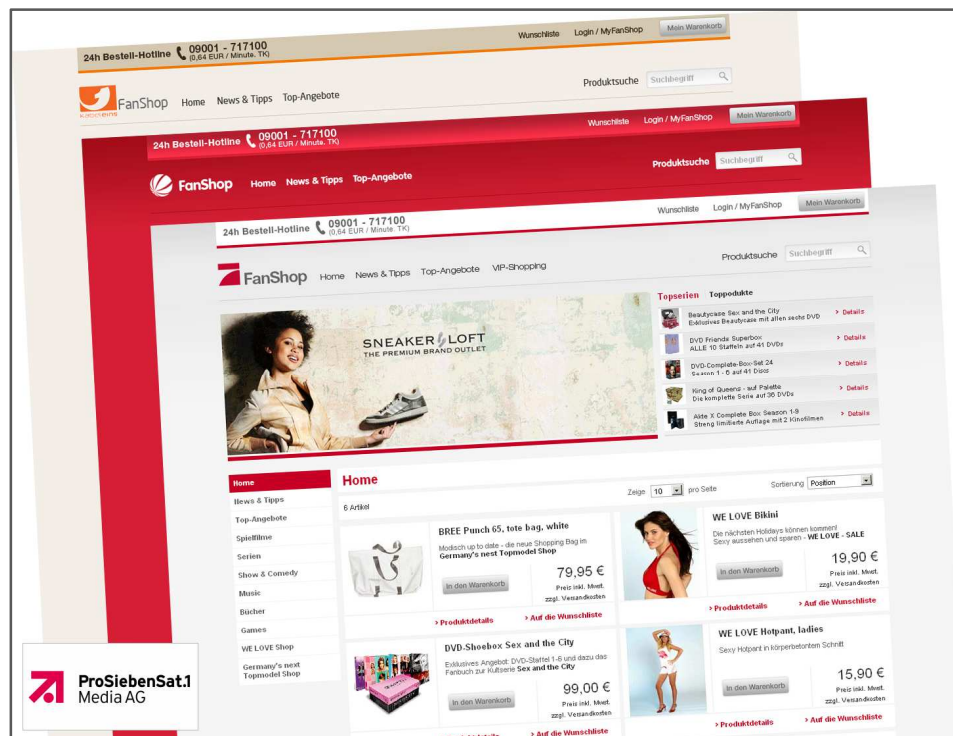 24h Bestell-Hotline 09001 - 717100
(0,64 EUR / Minute. TK)
Wunschliste Login / MyFanShop Mein Warenkorb
kabel eins FanShop Home News & Tipps Top-Angebote
Produktsuche Suchbegriff
24h Bestell-Hotline 09001 - 717100
(0,64 EUR / Minute. TK)
Wunschliste Login / MyFanShop Mein Warenkorb
FanShop Home News & Tipps Top-Angebote
Produktsuche Suchbegriff
24h Bestell-Hotline 09001 - 717100
(0,64 EUR / Minute. TK)
Wunschliste Login / MyFanShop Mein Warenkorb
FanShop Home News & Tipps Top-Angebote VIP-Shopping
Produktsuche Suchbegriff
SNEAKER LOFT
THE PREMIUM BRAND OUTLET
Topserien Toppodukte
Beautycase Sex and the City
Exklusives Beautycase mit allen sechs DVD
> Details
DVD Friends Superbox
ALLE 10 Staffeln auf 41 DVDs
> Details
DVD-Complete-Box-Set 24
Season 1 - 6 auf 41 Discs
> Details
King of Queens - auf Palette
Die komplette Serie auf 36 DVDs
> Details
Akte X Complete Box Season 1-9
Streng limitierte Auflage mit 2 Kinofilmen
> Details
Home
News & Tipps
Top-Angebote
Spielfilme
Serien
Show & Comedy
Music
Bücher
Games
WE LOVE Shop
Germany's next
Topmodel Shop
Home
6 Artikel
Zeige 10 pro Seite
Sortierung Position
BREE Punch 65, tote bag, white
Modisch up to date - die neue Shopping Bag im
Germany's nest Topmodel Shop
In den Warenkorb
79,95 €
Preis inkl. Mwst.
zzgl. Versandkosten
> Produktdetails > Auf die Wunschliste
WE LOVE Bikini
Die nächsten Holidays können kommen!
Sexy aussehen und sparen - WE LOVE - SALE
In den Warenkorb
19,90 €
Preis inkl. Mwst.
zzgl. Versandkosten
> Produktdetails > Auf die Wunschliste
DVD-Shoebox Sex and the City
Exklusives Angebot: DVD-Staffel 1-6 und dazu das
Fanbuch zur Kultserie Sex and the City
In den Warenkorb
99,00 €
Preis inkl. Mwst.
zzgl. Versandkosten
> Auf die Wunschliste
WE LOVE Hotpant, ladies
Sexy Hotpant in körperbetontem Schnitt
In den Warenkorb
15,90 €
Preis inkl. Mwst.
zzgl. Versandkosten
> Produktdetails > Auf die Wunschliste
ProSiebenSat.1
Media AG